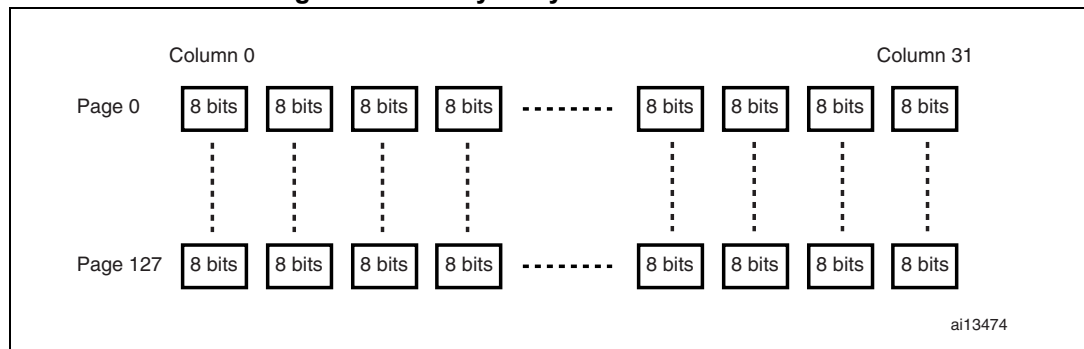 Column 0 Column 31
Page 0 8 bits 8 bits 8 bits 8 bits 8 bits 8 bits 8 bits 8 bits
Page 127 8 bits 8 bits 8 bits 8 bits 8 bits 8 bits 8 bits 8 bits
ai13474